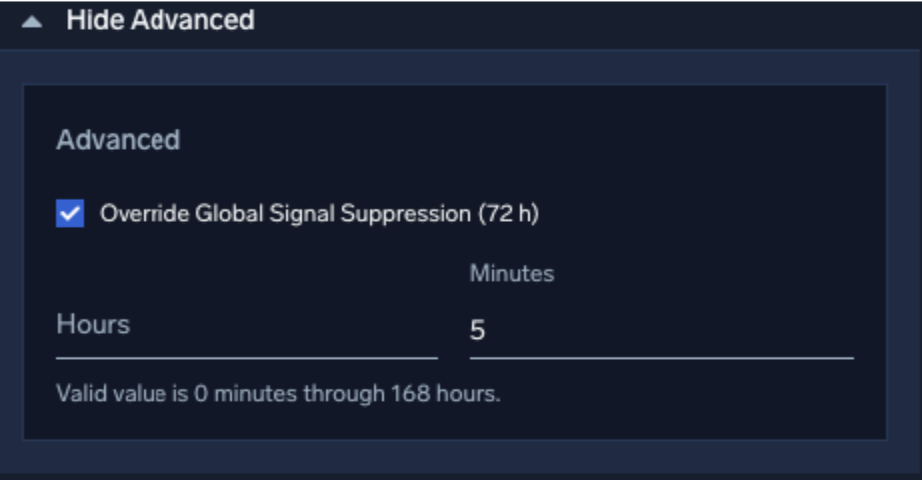 Hide Advanced
Advanced
Override Global Signal Suppression (72 h)
Minutes
Hours
5
Valid value is 0 minutes through 168 hours.